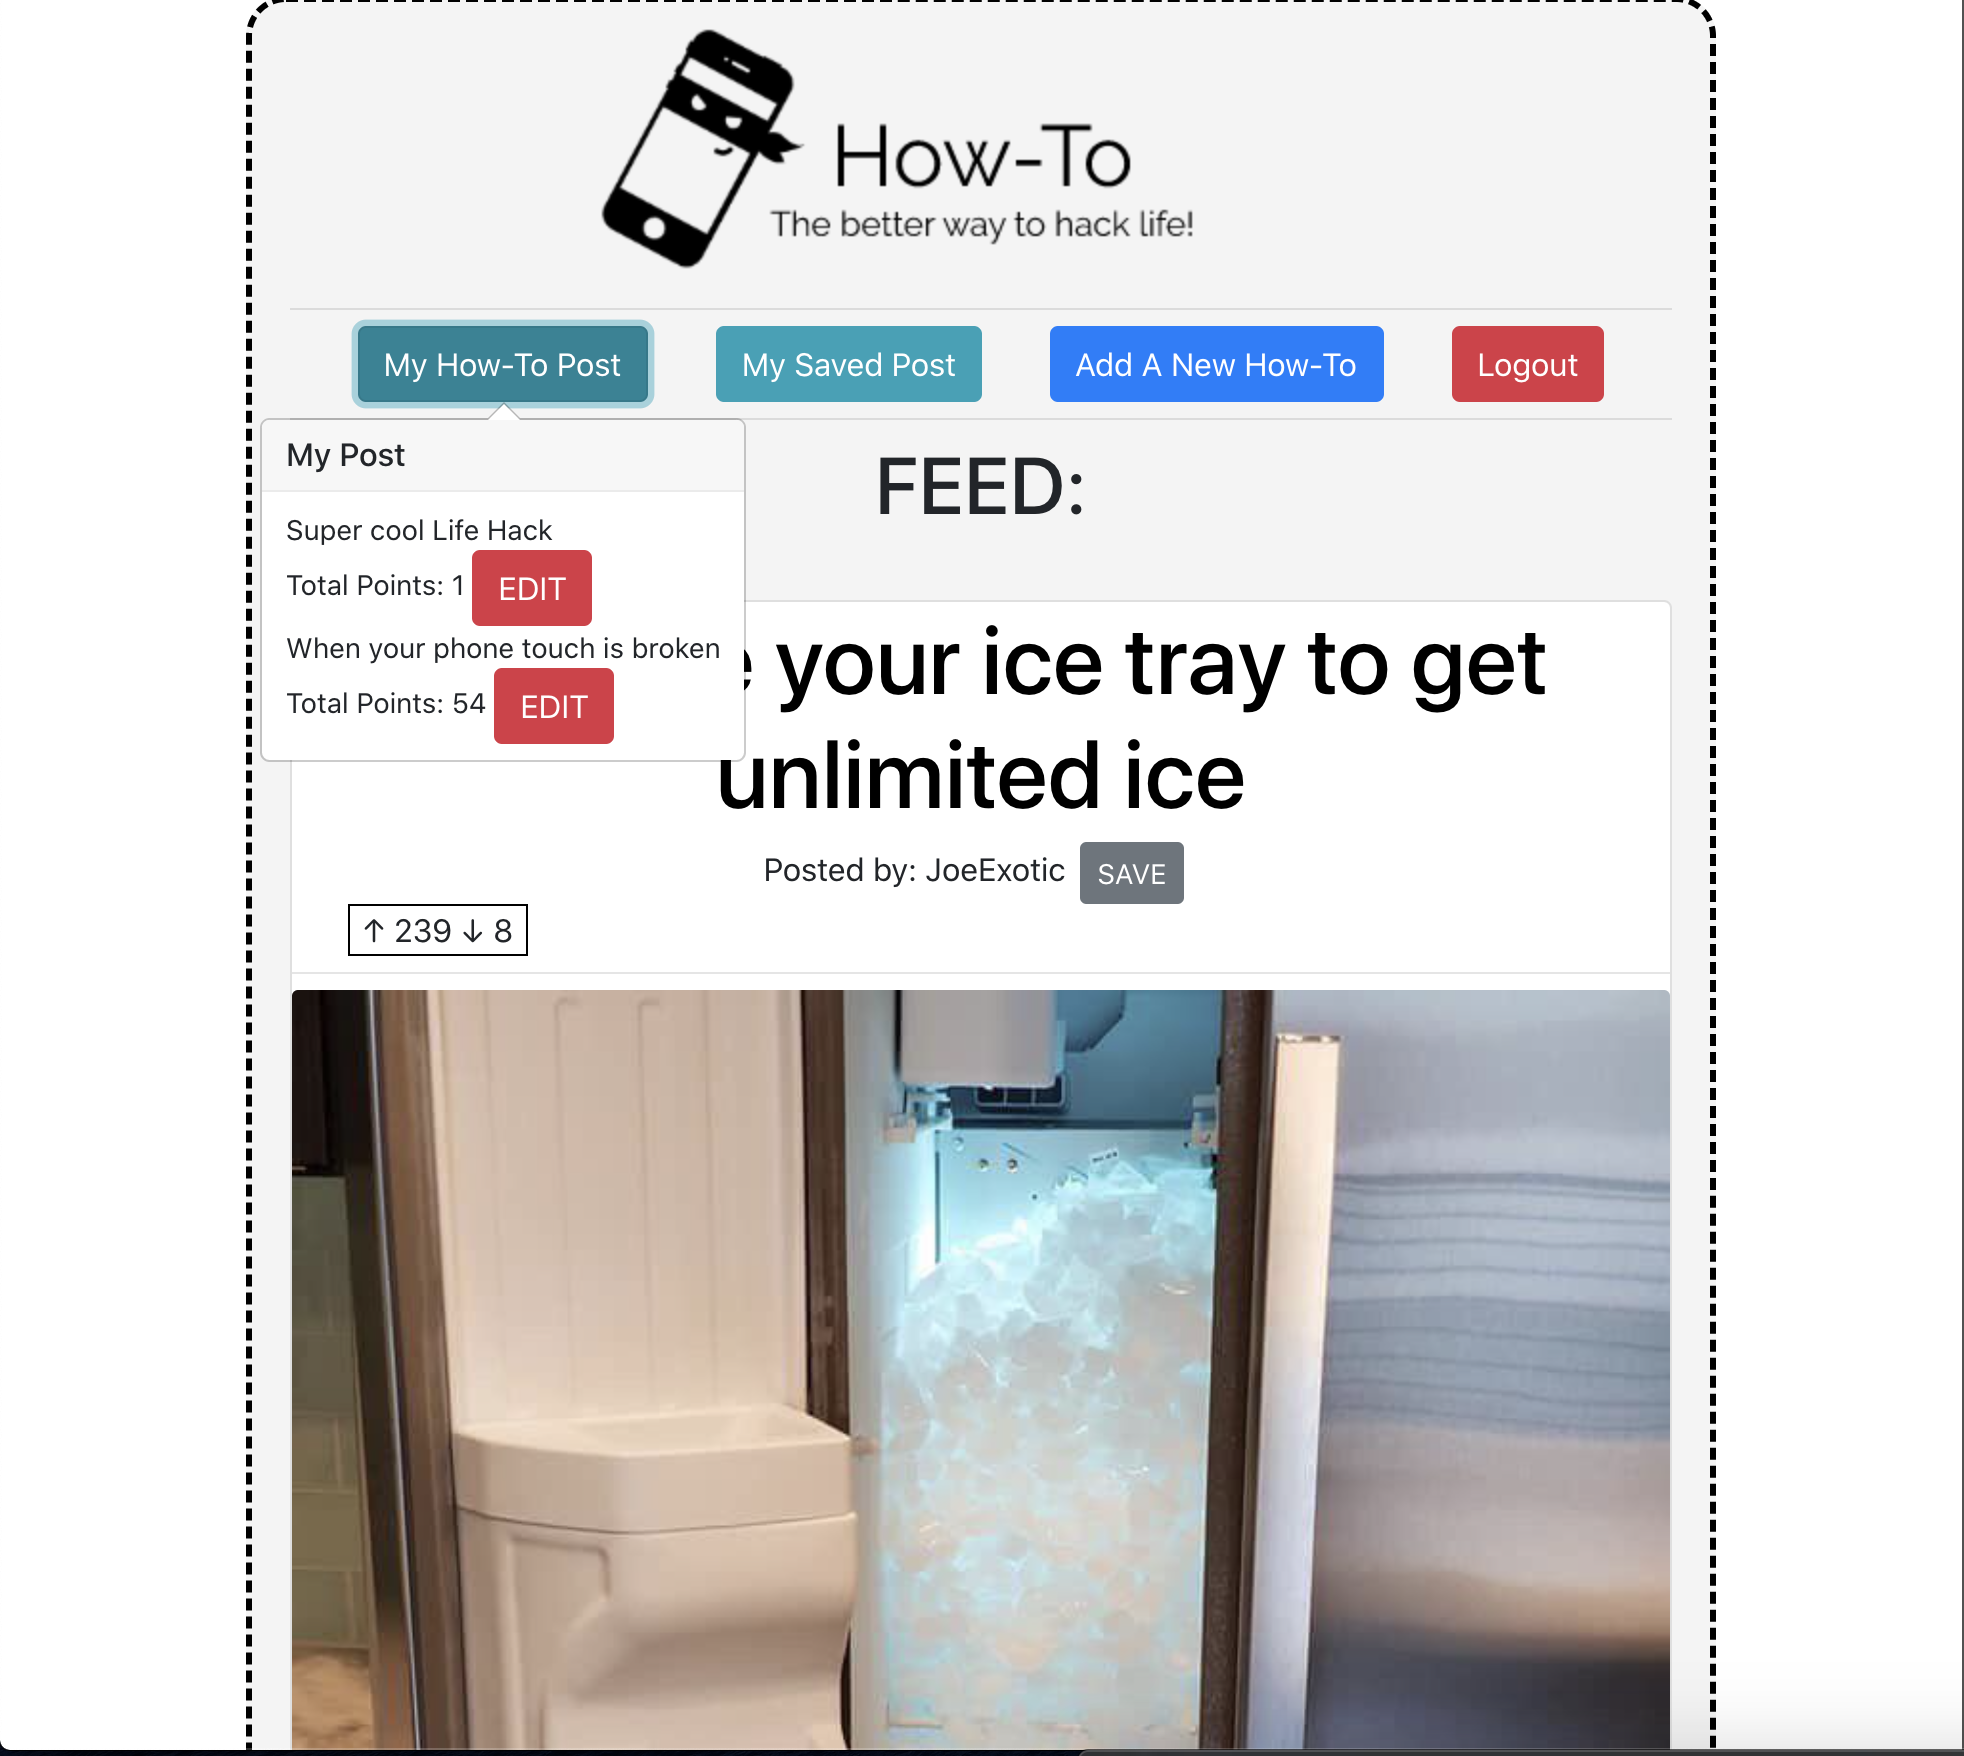 How-To
The better way to hack life!
My How-To Post
My Saved Post
Add A New How-To
Logout
My Post
Super cool Life Hack
Total Points: 1 EDIT
When your phone touch is broken
Total Points: 54 EDIT
FEED:
your ice tray to get
unlimited ice
Posted by: JoeExotic SAVE
↑ 239 ↓ 8